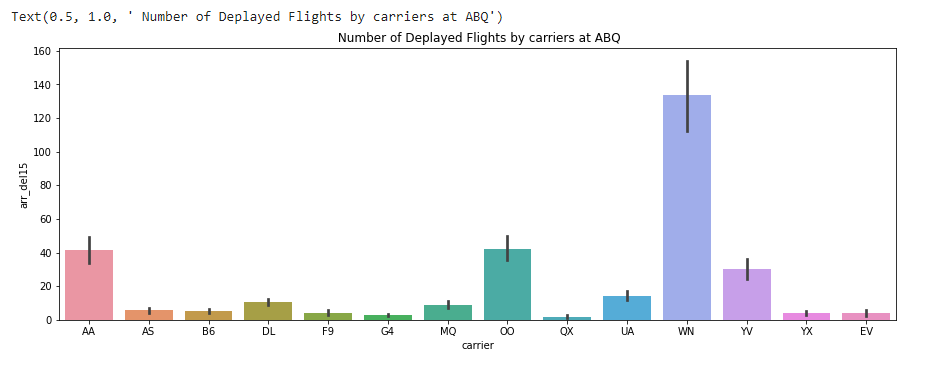 Text(0.5, 1.0, ' Number of Deplayed Flights by carriers at ABQ')
Number of Deplayed Flights by carriers at ABQ
160
140
120
100
80
60
40
20
0
arr_del15
AA AS B6 DL F9 G4 MQ OO QX UA WN YV YX EV
carrier